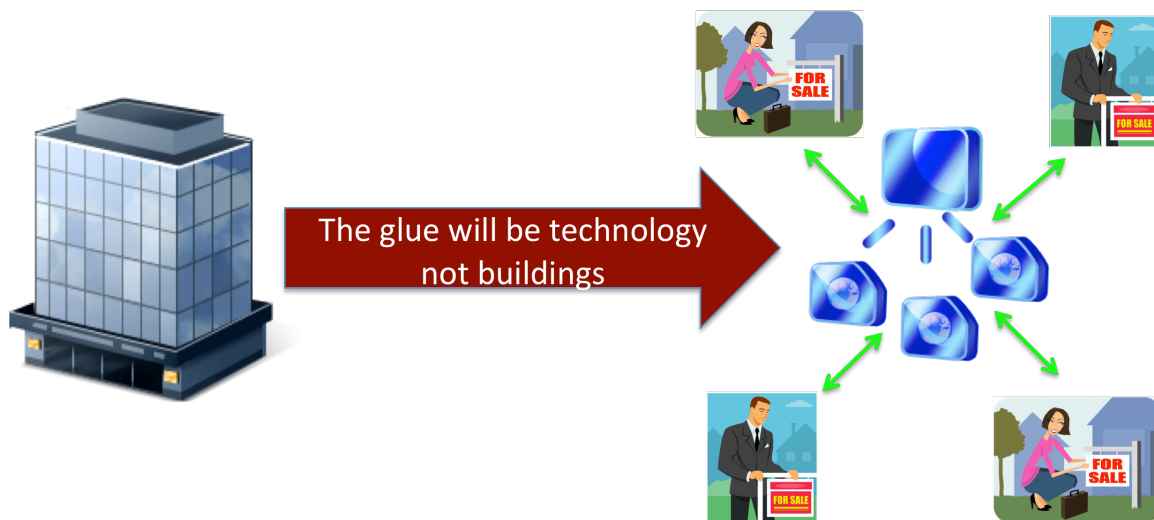 FOR
SALE
FOR SALE
The glue will be technology
not buildings
FOR SALE
FOR
SALE